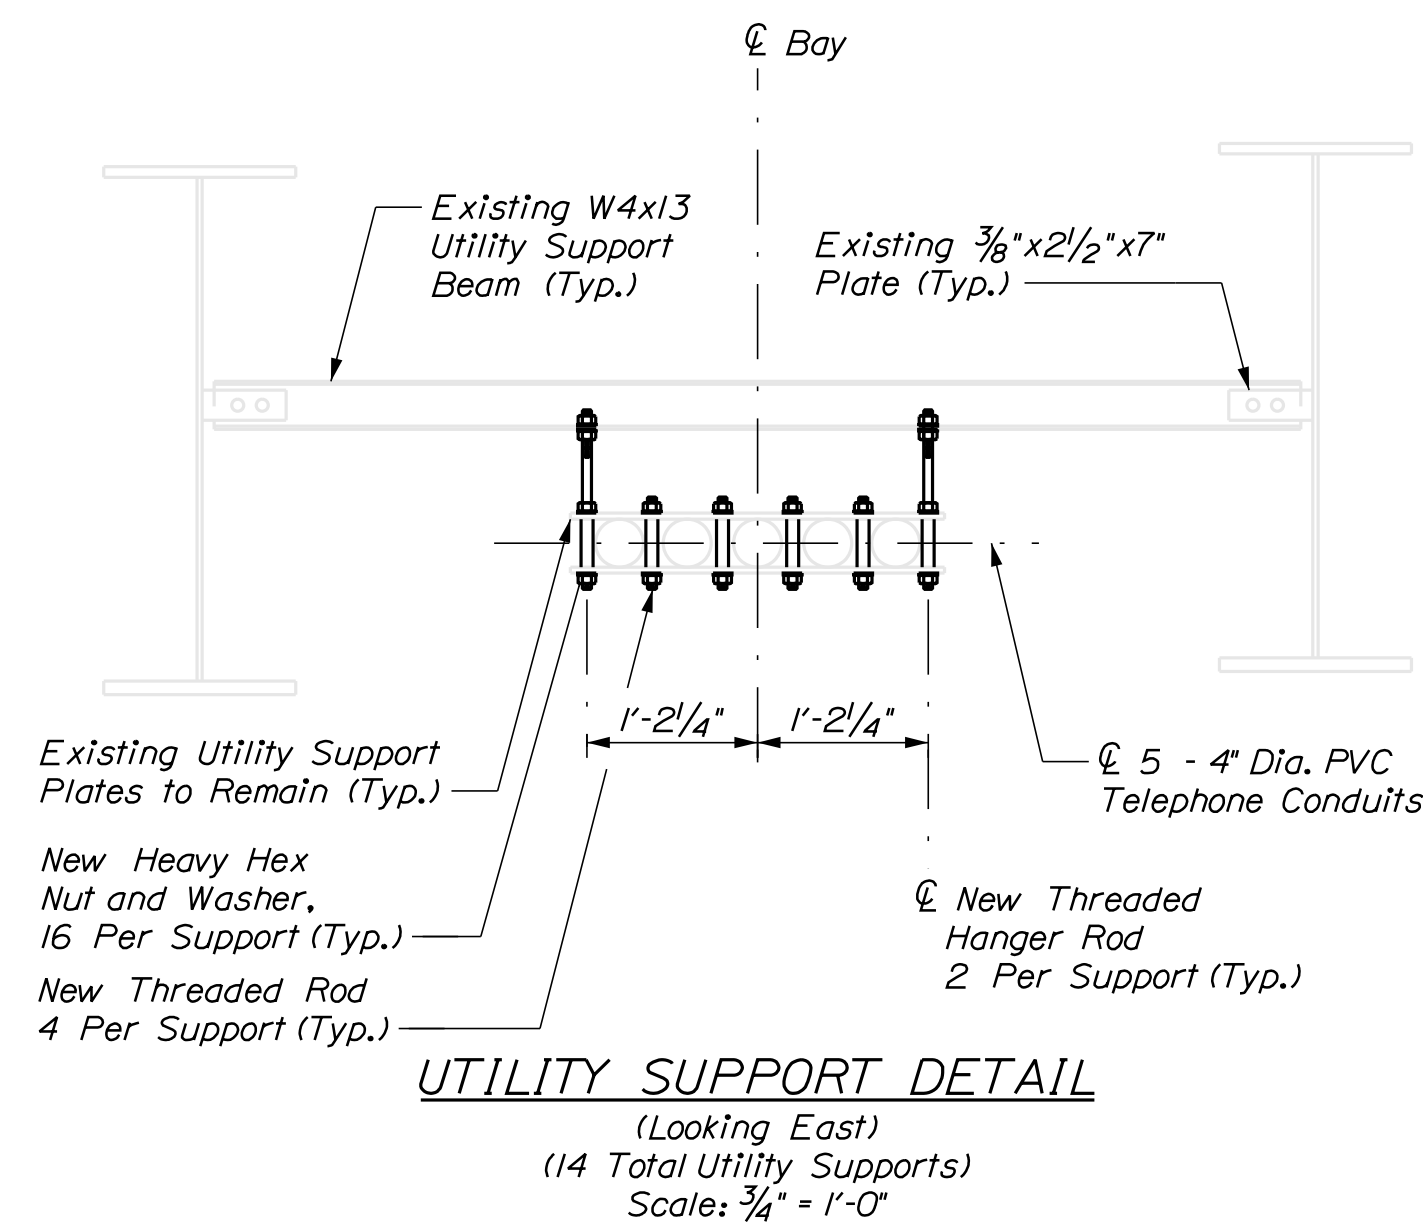 ℄ Bay
Existing W4x13
Utility Support
Beam (Typ.)
Existing 3/8"x2 1/2"x7"
Plate (Typ.)
1'-2 1/4"
1'-2 1/4"
Existing Utility Support
Plates to Remain (Typ.)
℄ 5 - 4" Dia. PVC
Telephone Conduits
New Heavy Hex
Nut and Washer,
16 Per Support (Typ.)
℄ New Threaded
Hanger Rod
2 Per Support (Typ.)
New Threaded Rod
4 Per Support (Typ.)
UTILITY SUPPORT DETAIL
(Looking East)
(14 Total Utility Supports)
Scale: 3/4" = 1'-0"